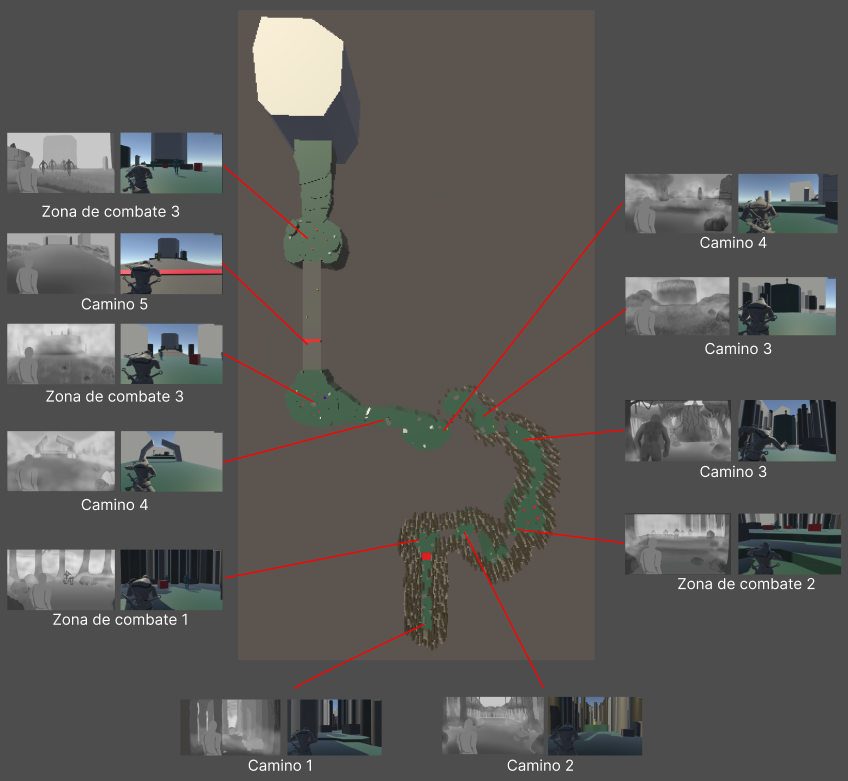 Zona de combate 3
Camino 5
Zona de combate 3
Camino 4
Zona de combate 1
Camino 4
Camino 3
Camino 3
Zona de combate 2
Camino 1
Camino 2